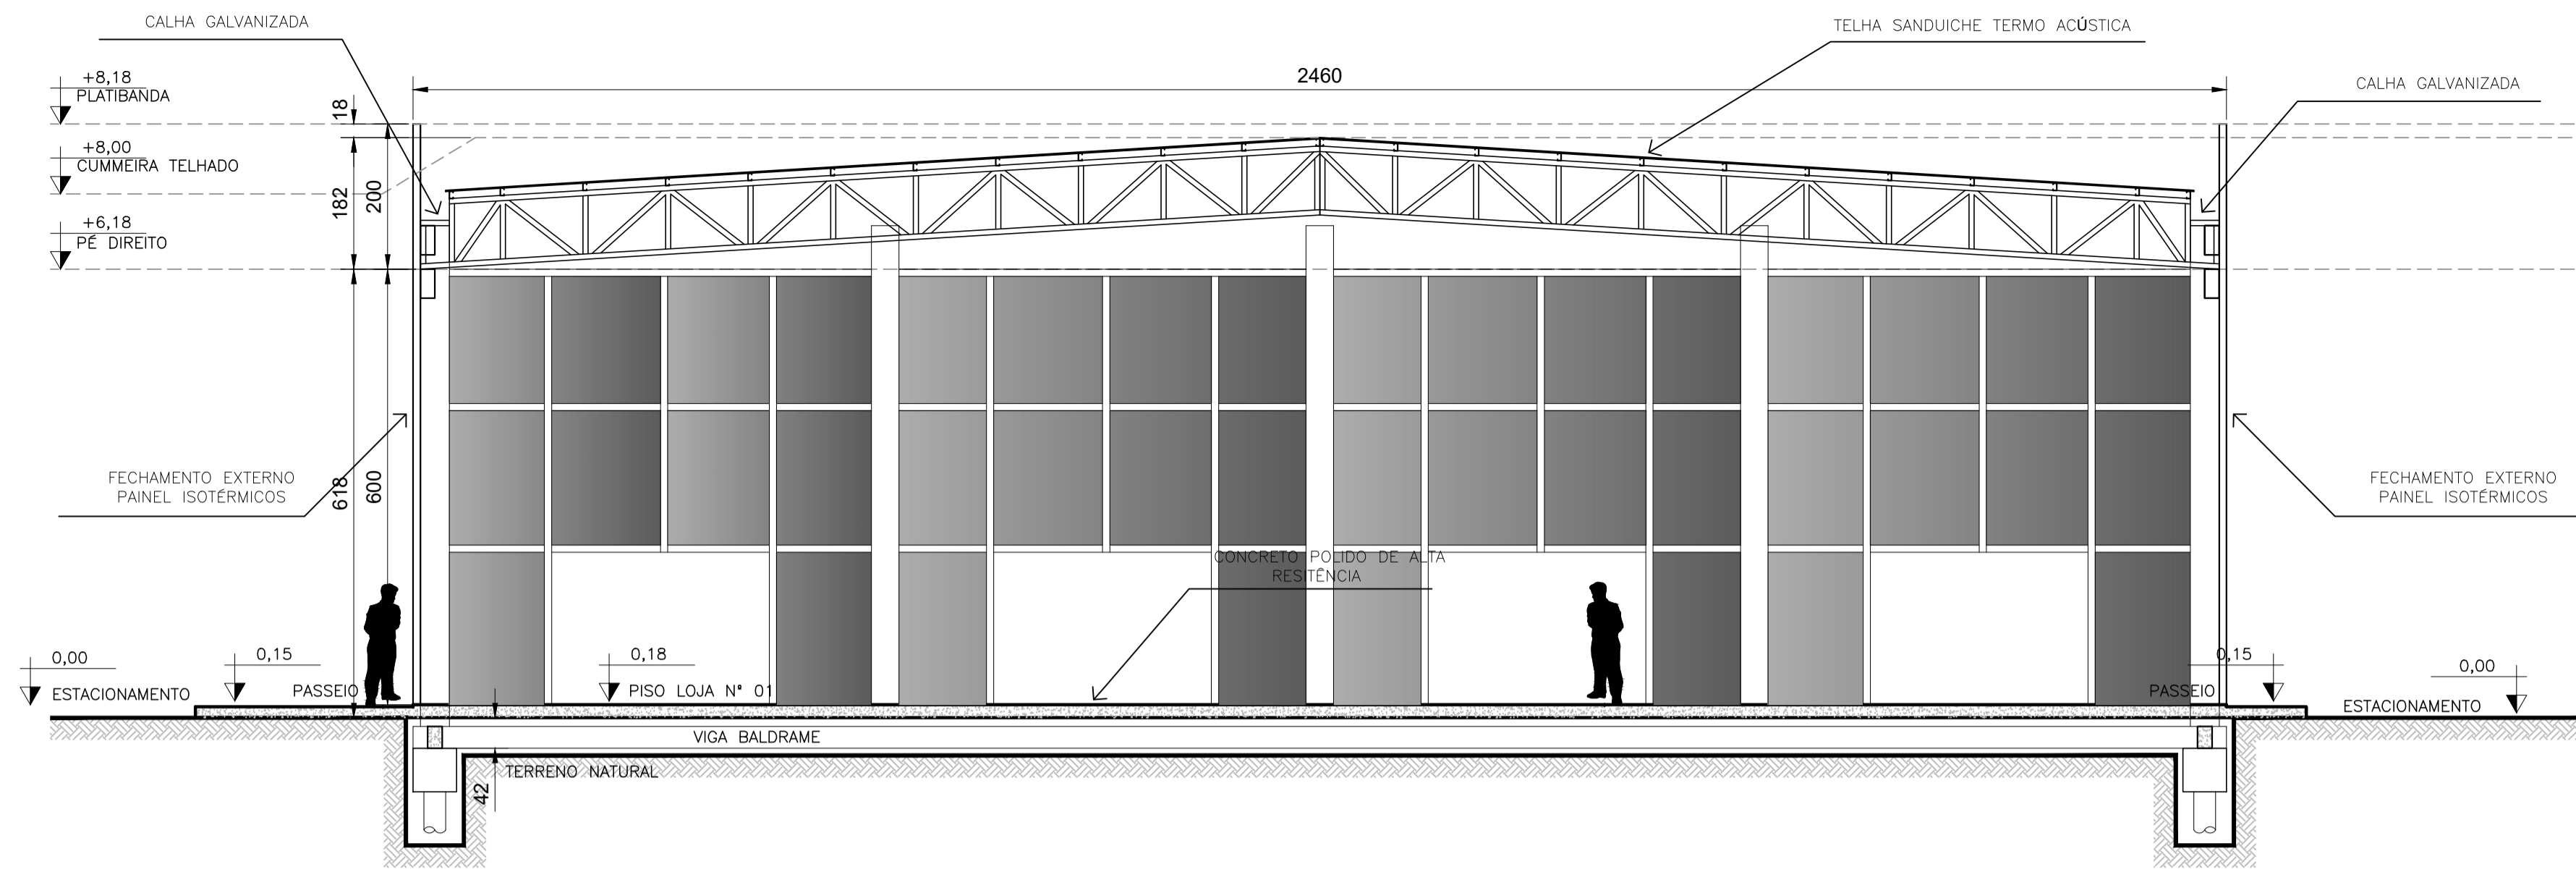 CALHA GALVANIZADA
TELHA SANDUICHE TERMO ACÚSTICA
CALHA GALVANIZADA
2460
+8,18
PLATIBANDA
18
+8,00
CUMMEIRA TELHADO
182
200
+6,18
PÉ DIREITO
FECHAMENTO EXTERNO
PAINEL ISOTÉRMICOS
618
600
FECHAMENTO EXTERNO
PAINEL ISOTÉRMICOS
CONCRETO POLIDO DE ALTA
RESITÊNCIA
0,00
ESTACIONAMENTO
0,15
PASSEIO
0,18
PISO LOJA N° 01
0,15
PASSEIO
0,00
ESTACIONAMENTO
VIGA BALDRAME
TERRENO NATURAL
42